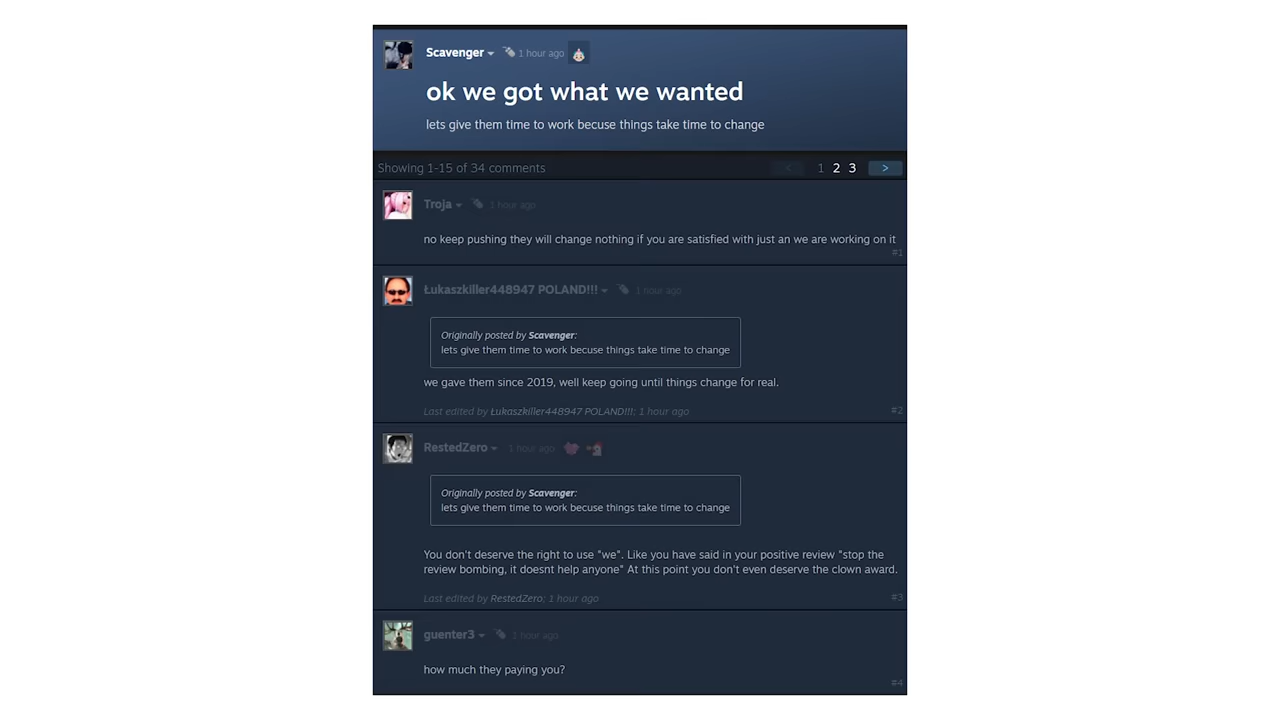 Scavenger 1 hour ago
ok we got what we wanted
lets give them time to work becuse things take time to change
Showing 1-15 of 34 comments < 1 2 3 >
Troja 1 hour ago
no keep pushing they will change nothing if you are satisfied with just an we are working on it
#1
Łukaszkiller448947 POLAND!!! 1 hour ago
Originally posted by Scavenger:
lets give them time to work becuse things take time to change
we gave them since 2019, well keep going until things change for real.
Last edited by Łukaszkiller448947 POLAND!!!; 1 hour ago
#2
RestedZero 1 hour ago
Originally posted by Scavenger:
lets give them time to work becuse things take time to change
You don't deserve the right to use "we". Like you have said in your positive review "stop the
review bombing, it doesnt help anyone" At this point you don't even deserve the clown award.
Last edited by RestedZero; 1 hour ago
#3
guenter3 1 hour ago
how much they paying you?
#4